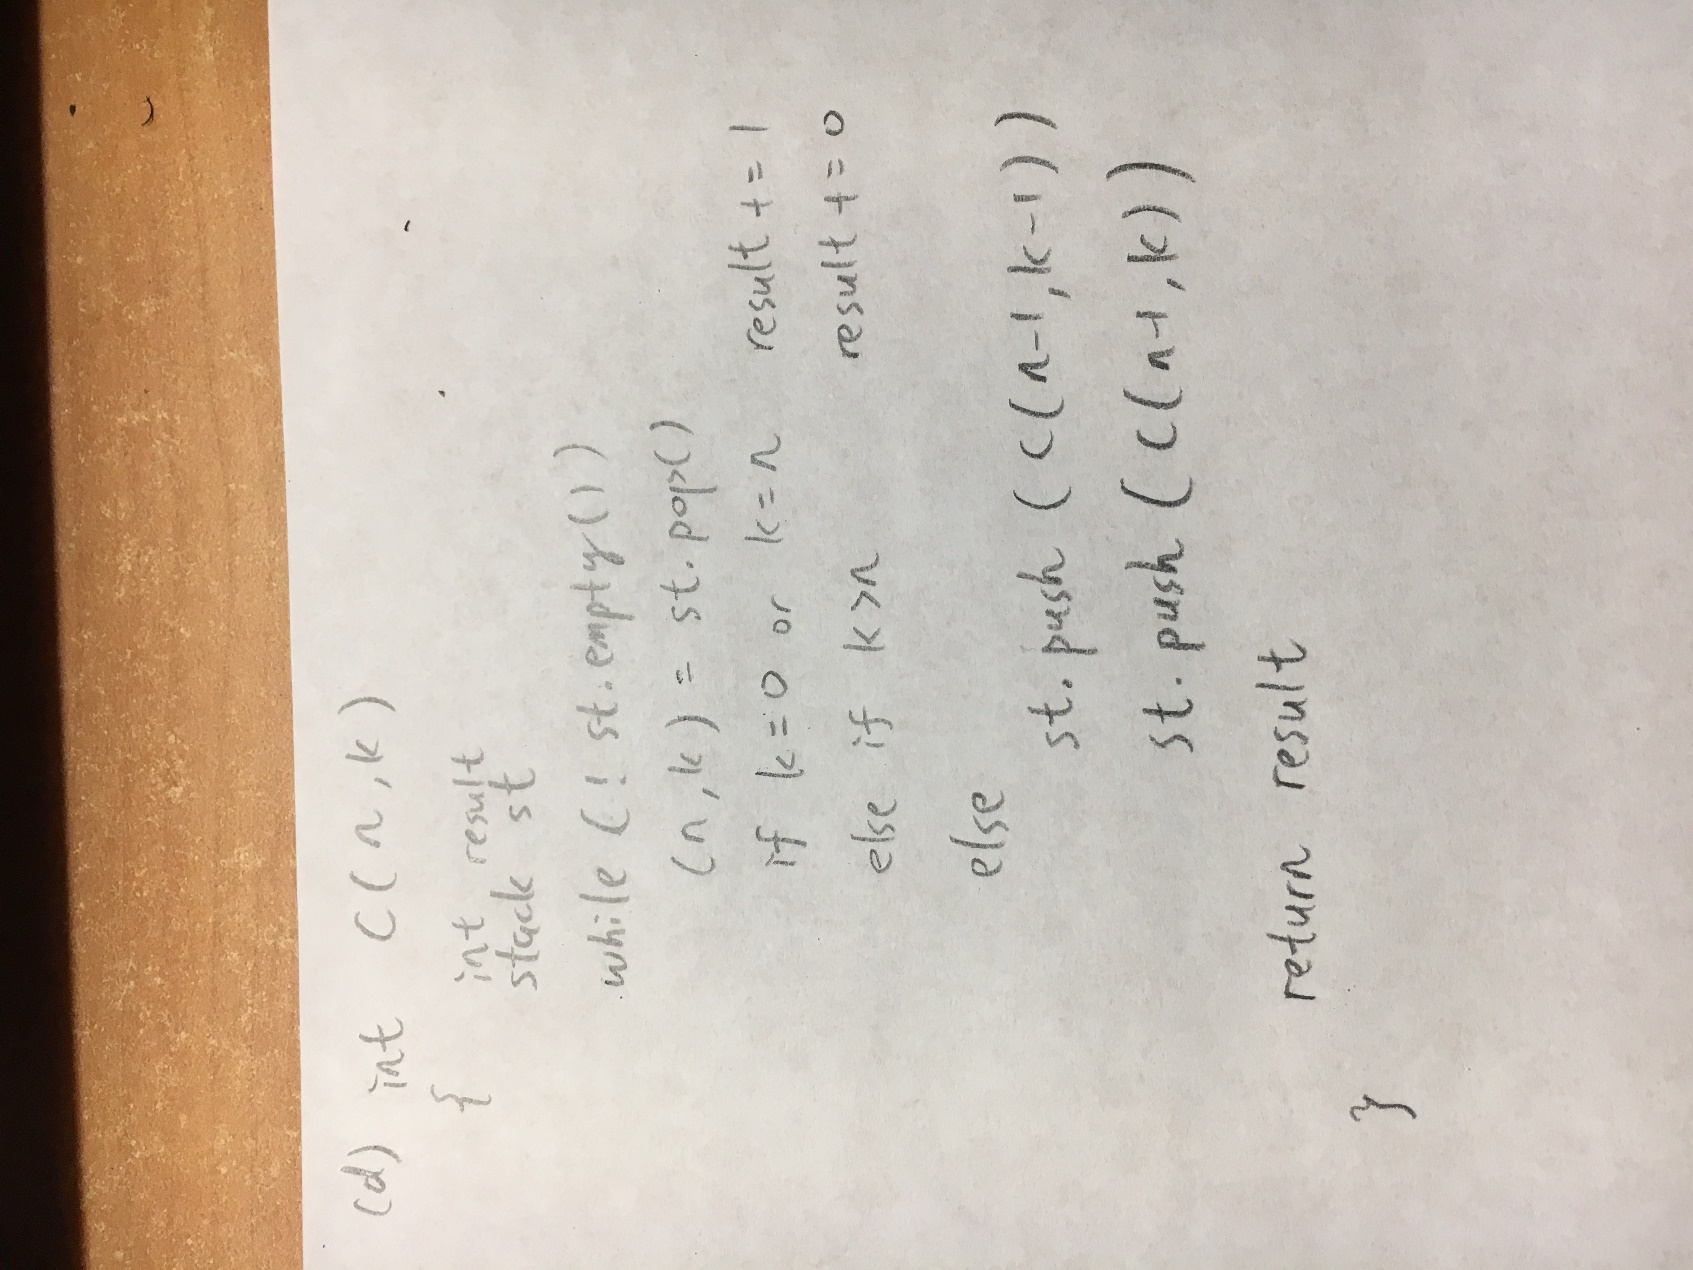 (d) int C(n,k)
{
int result
stack st
while (! st.empty())
(n,k) = st.pop()
if k=0 or k=n result += 1
else if k>n result += 0
else
st.push(C(n-1,k-1))
st.push(C(n-1,k))
return result
}